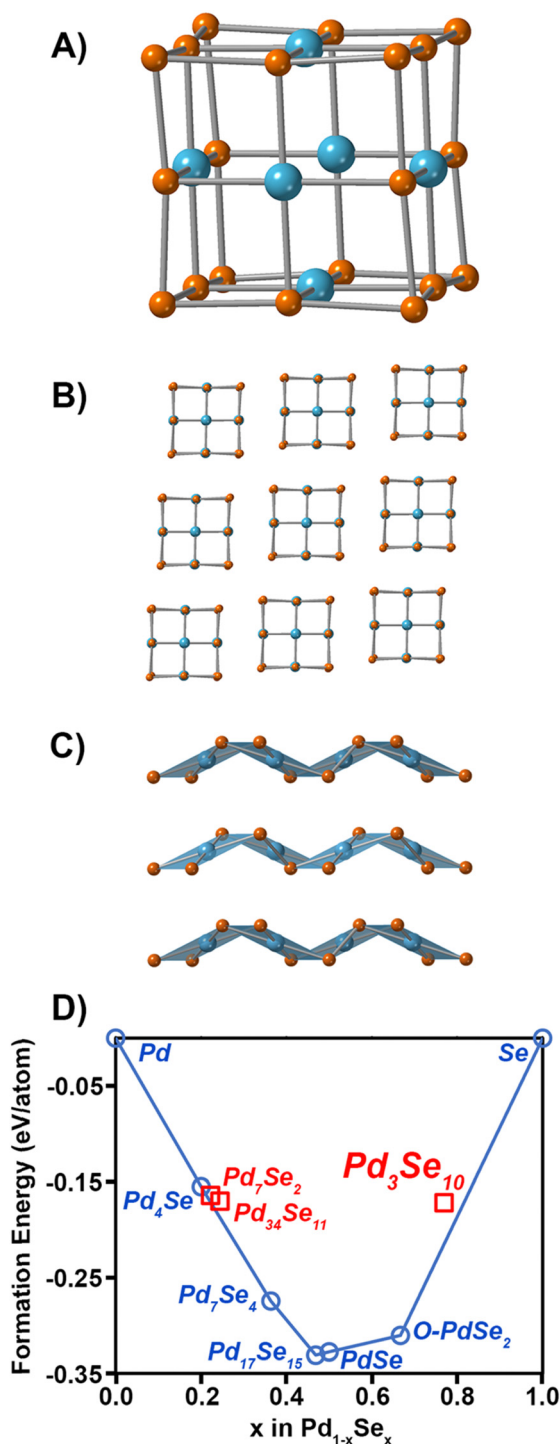 A)
B)
C)
D)
Formation Energy (eV/atom)
-0.05
-0.15
-0.25
-0.35
Pd
Se
Pd₄Se
Pd₇Se₂
Pd₃₄Se₁₁
Pd₃Se₁₀
Pd₇Se₄
Pd₁₇Se₁₅
PdSe
O-PdSe₂
0.0
0.2
0.4
0.6
0.8
1.0
x in Pd₁₋ₓSeₓ